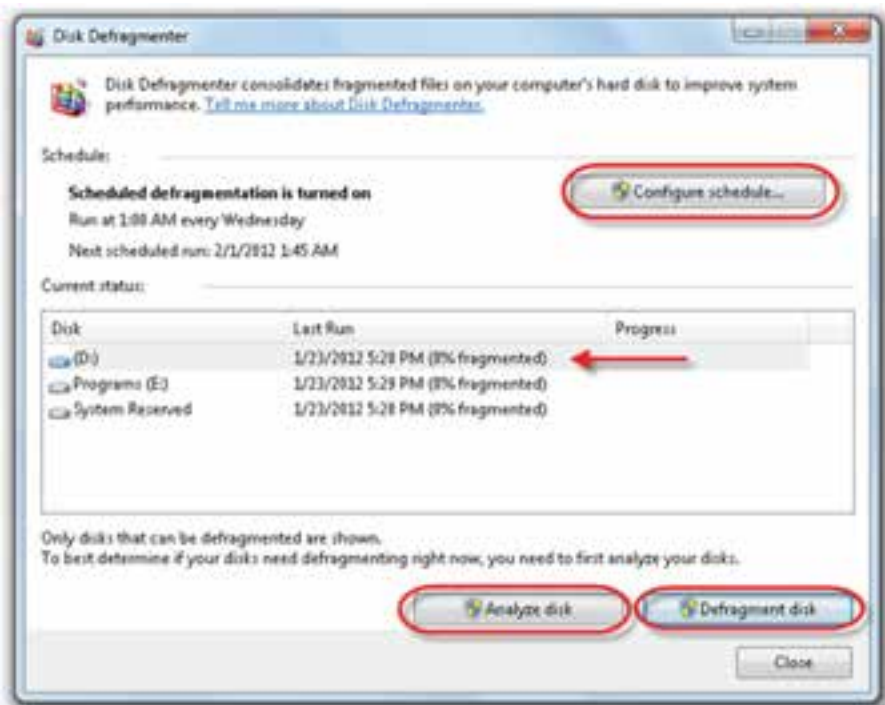 Disk Defragmenter
Disk Defragmenter consolidates fragmented files on your computer's hard disk to improve system
performance. Tell me more about Disk Defragmenter.
Schedule:
Scheduled defragmentation is turned on
Configure schedule...
Run at 1:00 AM every Wednesday
Next scheduled run: 2/1/2012 1:45 AM
Current status:
Disk Last Run Progress
(D:) 1/23/2012 5:28 PM (0% fragmented)
Programs (E:) 1/23/2012 5:29 PM (0% fragmented)
System Reserved 1/23/2012 5:28 PM (0% fragmented)
Only disks that can be defragmented are shown.
To best determine if your disks need defragmenting right now, you need to first analyze your disks.
Analyze disk Defragment disk
Close